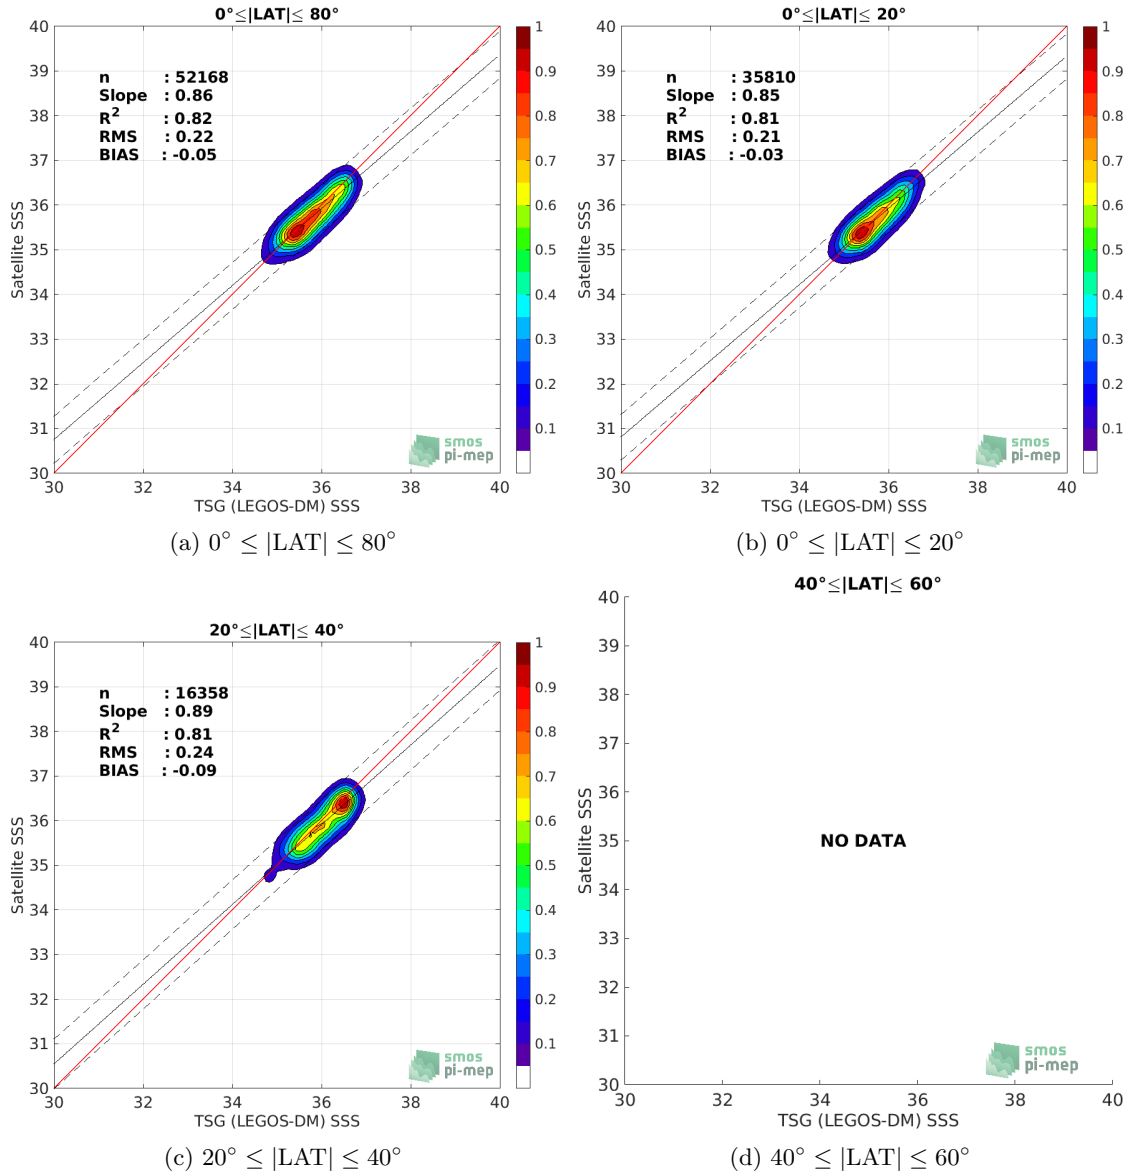 0°≤|LAT|≤ 80°
40
39
38
37
36
35
34
33
32
31
30
Satellite SSS
n : 52168
Slope : 0.86
R2 : 0.82
RMS : 0.22
BIAS : -0.05
smos
pi-mep
30 32 34 36 38 40
TSG (LEGOS-DM) SSS
1
0.9
0.8
0.7
0.6
0.5
0.4
0.3
0.2
0.1
(a) 0° ≤ |LAT| ≤ 80°
0°≤|LAT|≤ 20°
40
39
38
37
36
35
34
33
32
31
30
Satellite SSS
n : 35810
Slope : 0.85
R2 : 0.81
RMS : 0.21
BIAS : -0.03
smos
pi-mep
30 32 34 36 38 40
TSG (LEGOS-DM) SSS
1
0.9
0.8
0.7
0.6
0.5
0.4
0.3
0.2
0.1
(b) 0° ≤ |LAT| ≤ 20°
20°≤|LAT|≤ 40°
40
39
38
37
36
35
34
33
32
31
30
Satellite SSS
n : 16358
Slope : 0.89
R2 : 0.81
RMS : 0.24
BIAS : -0.09
smos
pi-mep
30 32 34 36 38 40
TSG (LEGOS-DM) SSS
1
0.9
0.8
0.7
0.6
0.5
0.4
0.3
0.2
0.1
(c) 20° ≤ |LAT| ≤ 40°
40°≤|LAT|≤ 60°
40
39
38
37
36
35
34
33
32
31
30
Satellite SSS
NO DATA
smos
pi-mep
30 32 34 36 38 40
TSG (LEGOS-DM) SSS
(d) 40° ≤ |LAT| ≤ 60°